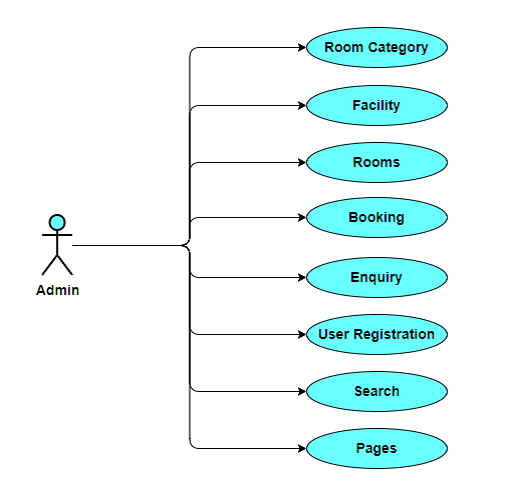 Room Category
Facility
Rooms
Booking
Admin
Enquiry
User Registration
Search
Pages